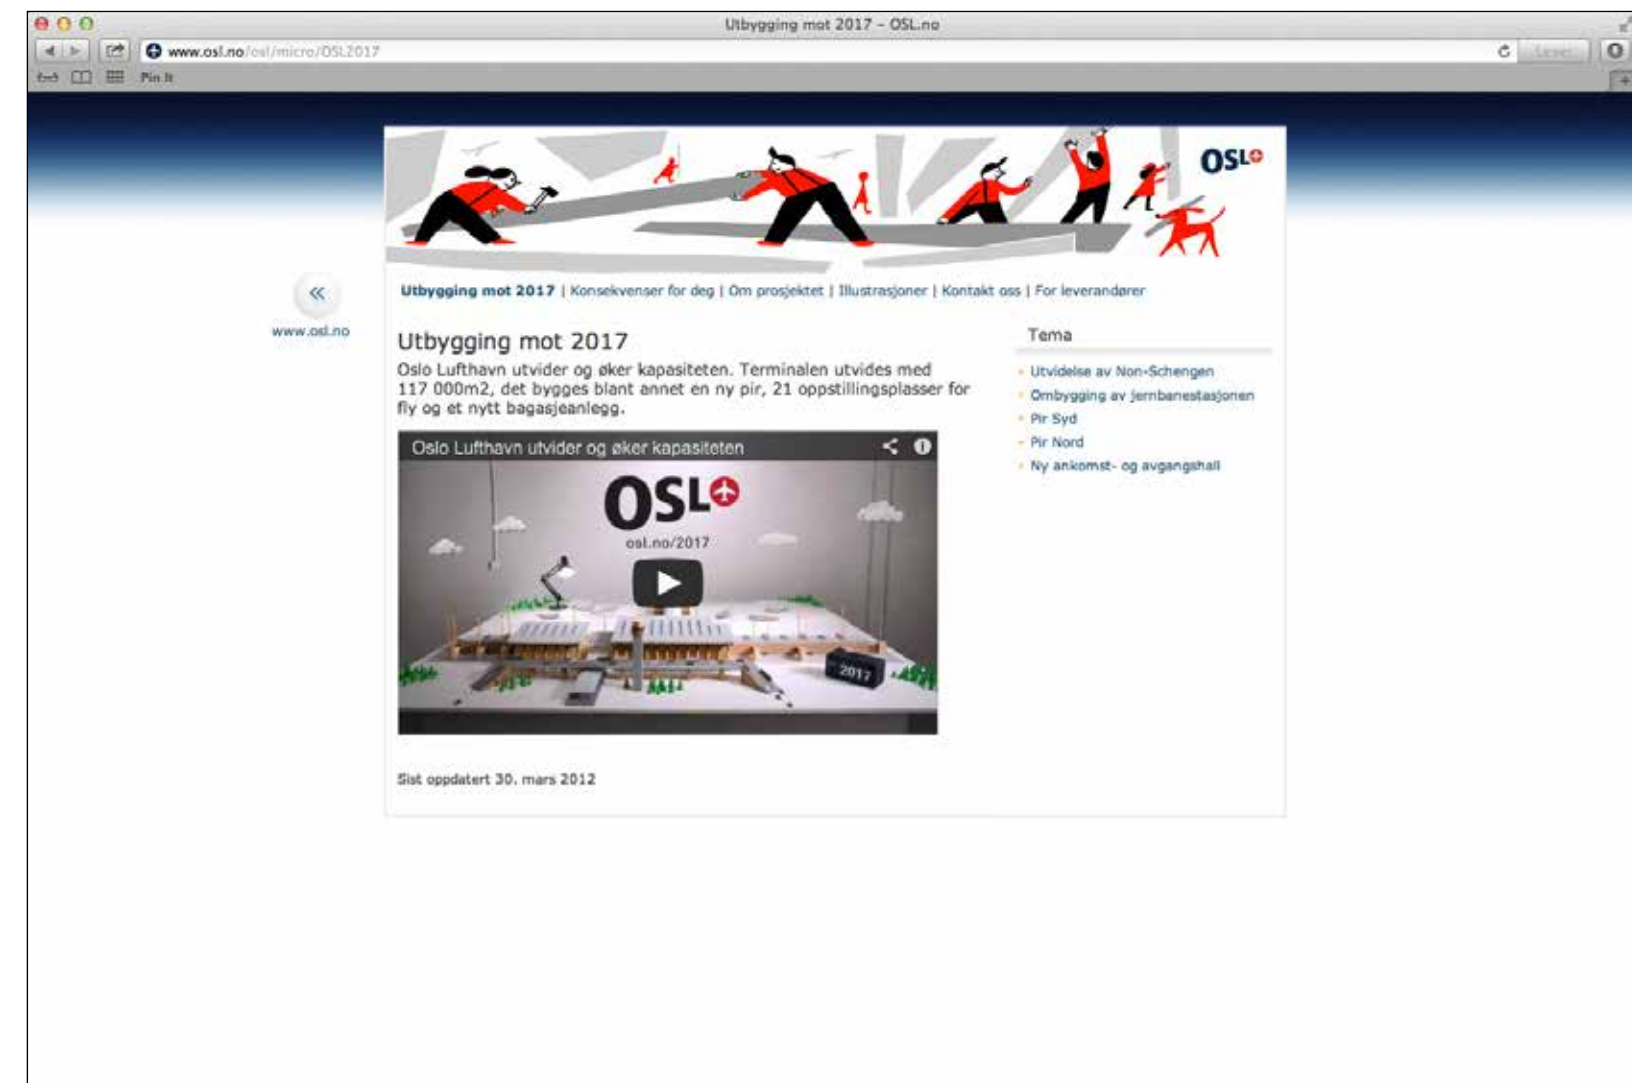 Utbygging mot 2017 – OSL.no
www.osl.no/osl/micro/OSL2017
Leser
Pin It
OSL
www.osl.no
Utbygging mot 2017 | Konsekvenser for deg | Om prosjektet | Illustrasjoner | Kontakt oss | For leverandører
Utbygging mot 2017
Oslo Lufthavn utvider og øker kapasiteten. Terminalen utvides med
117 000m2, det bygges blant annet en ny pir, 21 oppstillingsplasser for
fly og et nytt bagasjeanlegg.
Oslo Lufthavn utvider og øker kapasiteten
OSL
osl.no/2017
2017
Sist oppdatert 30. mars 2012
Tema
Utvidelse av Non-Schengen
Ombygging av jernbanestasjonen
Pir Syd
Pir Nord
Ny ankomst- og avgangshall